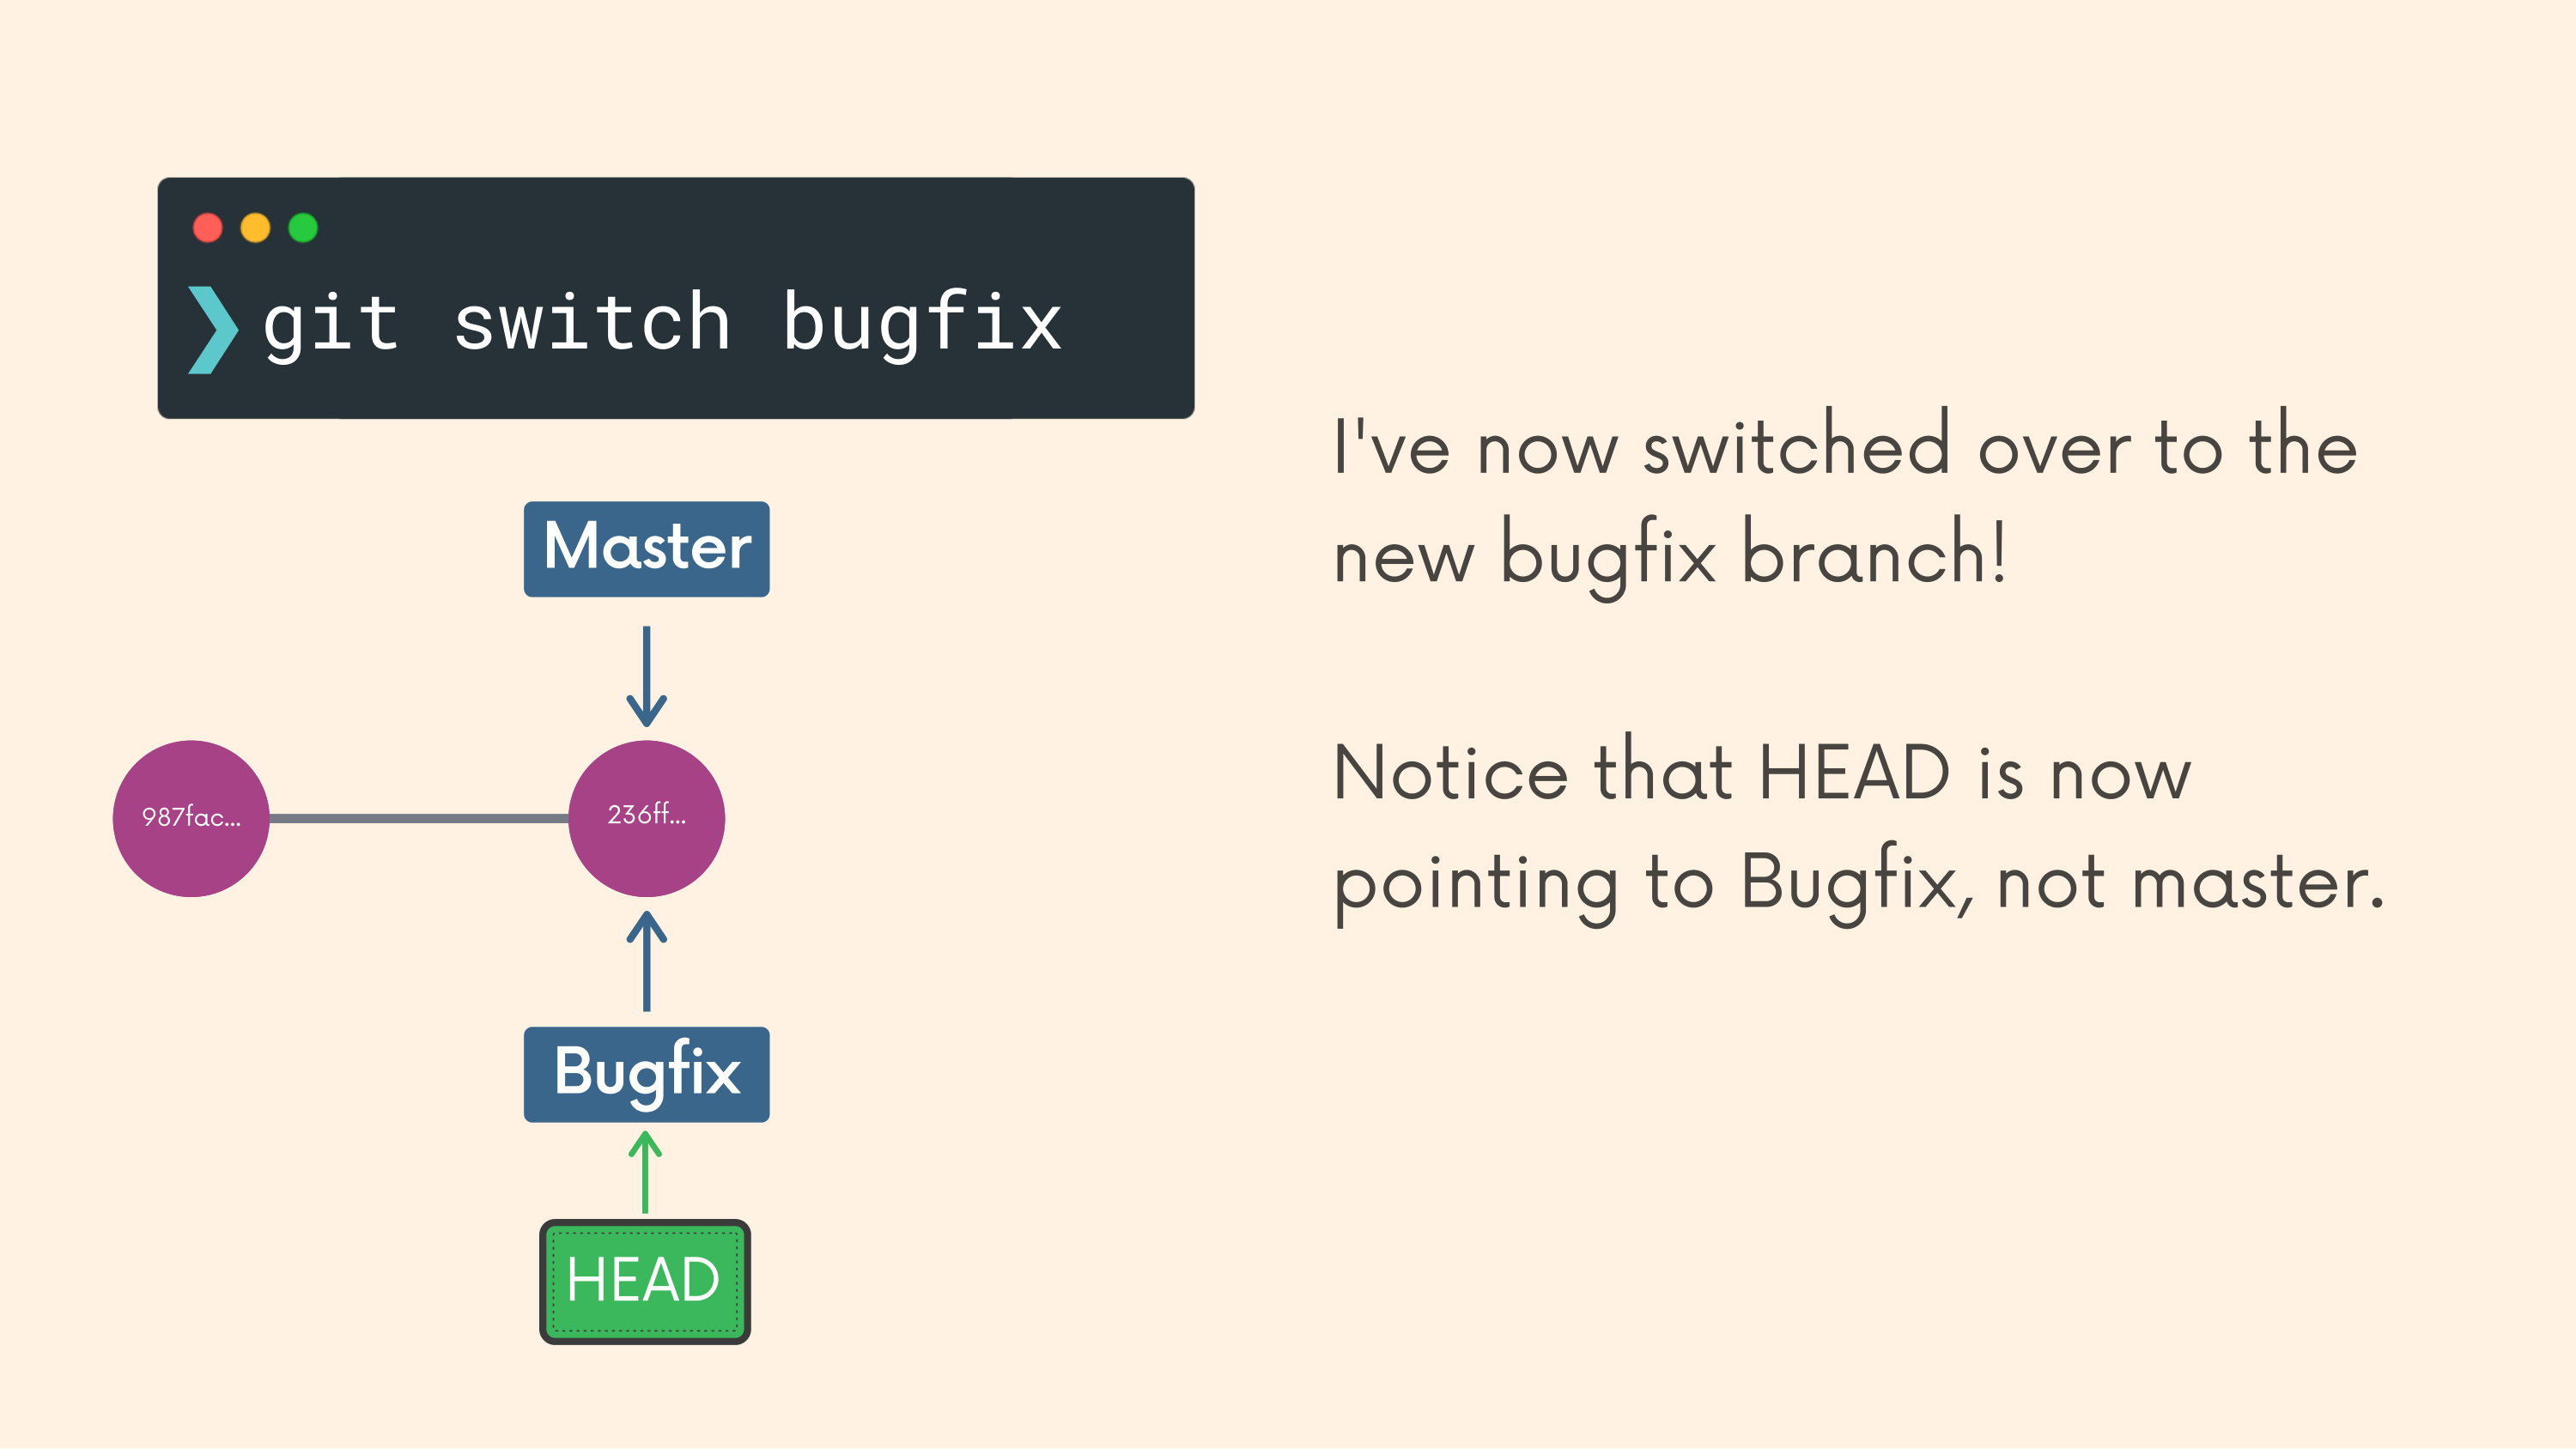 git switch bugfix
Master
987fac...
236ff...
Bugfix
HEAD
I've now switched over to the
new bugfix branch!
Notice that HEAD is now
pointing to Bugfix, not master.